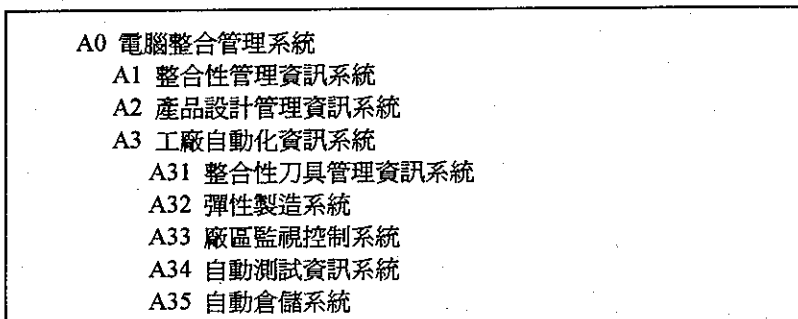 A0 電腦整合管理系統
A1 整合性管理資訊系統
A2 產品設計管理資訊系統
A3 工廠自動化資訊系統
A31 整合性刀具管理資訊系統
A32 彈性製造系統
A33 廠區監視控制系統
A34 自動測試資訊系統
A35 自動倉儲系統